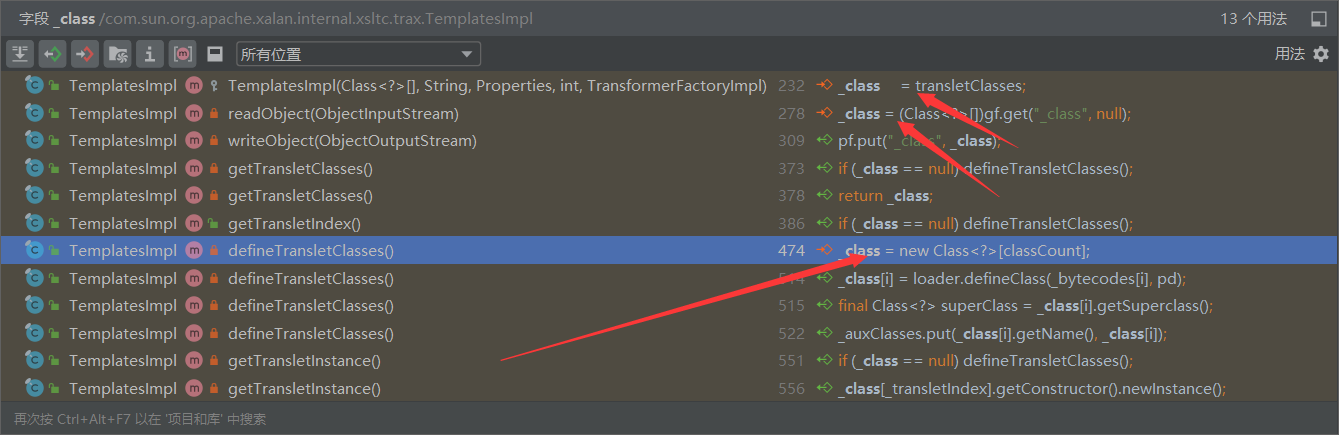 字段 _class /com.sun.org.apache.xalan.internal.xsltc.trax.TemplatesImpl 13 个用法
所有位置 用法
TemplatesImpl TemplatesImpl(Class<?>[], String, Properties, int, TransformerFactoryImpl) 232 _class = transletClasses;
TemplatesImpl readObject(ObjectInputStream) 278 _class = (Class<?>[])gf.get("_class", null);
TemplatesImpl writeObject(ObjectOutputStream) 309 pf.put("_class", _class);
TemplatesImpl getTransletClasses() 373 if (_class == null) defineTransletClasses();
TemplatesImpl getTransletClasses() 378 return _class;
TemplatesImpl getTransletIndex() 386 if (_class == null) defineTransletClasses();
TemplatesImpl defineTransletClasses() 474 _class = new Class<?>[classCount];
TemplatesImpl defineTransletClasses() _class[i] = loader.defineClass(_bytecodes[i], pd);
TemplatesImpl defineTransletClasses() 515 final Class<?> superClass = _class[i].getSuperclass();
TemplatesImpl defineTransletClasses() 522 _auxClasses.put(_class[i].getName(), _class[i]);
TemplatesImpl getTransletInstance() 551 if (_class == null) defineTransletClasses();
TemplatesImpl getTransletInstance() 556 _class[_transletIndex].getConstructor().newInstance();
再次按 Ctrl+Alt+F7 以在 '项目和库' 中搜索